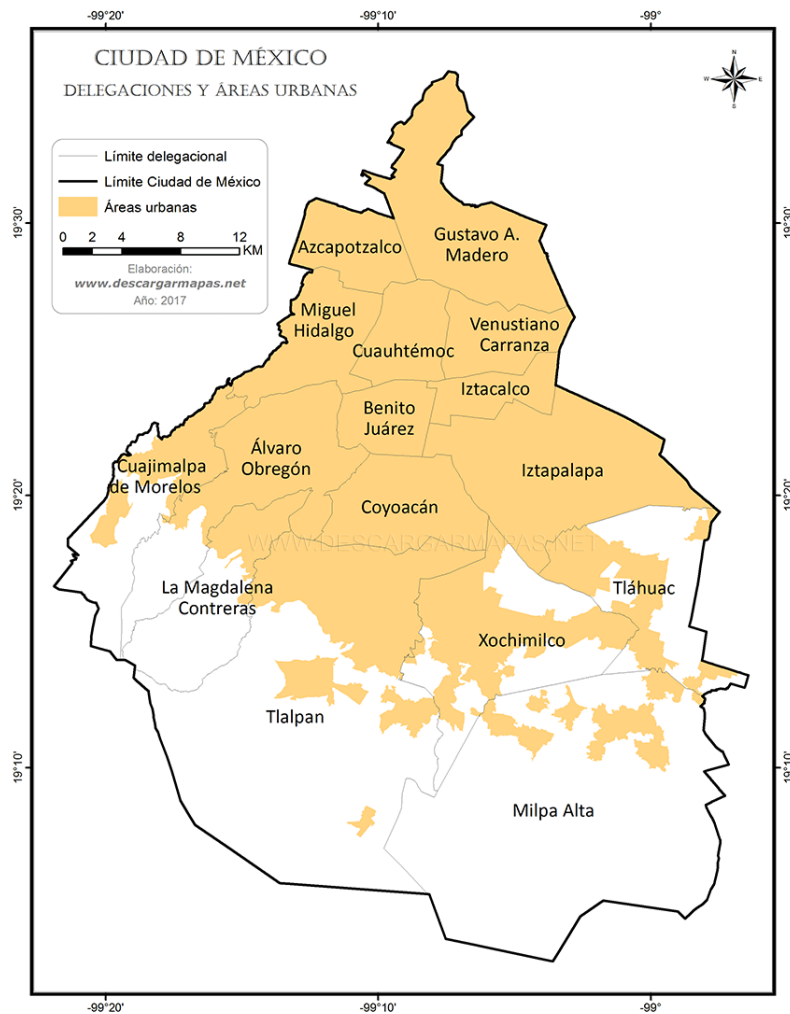 -99°20'
-99°10'
-99°
CIUDAD DE MÉXICO
DELEGACIONES Y ÁREAS URBANAS
N
W
E
S
Límite delegacional
Límite Ciudad de México
Áreas urbanas
0 2 4 8 12
KM
Elaboración:
www.descargarmapas.net
Año: 2017
19°30'
19°30'
Azcapotzalco
Gustavo A.
Madero
Miguel
Hidalgo
Cuauhtémoc
Venustiano
Carranza
Iztacalco
Benito
Juárez
Álvaro
Obregón
Cuajimalpa
de Morelos
Iztapalapa
Coyoacán
19°20'
19°20'
WWW.DESCARGARMAPAS.NET
La Magdalena
Contreras
Tláhuac
Xochimilco
Tlalpan
19°10'
19°10'
Milpa Alta
-99°20'
-99°10'
-99°